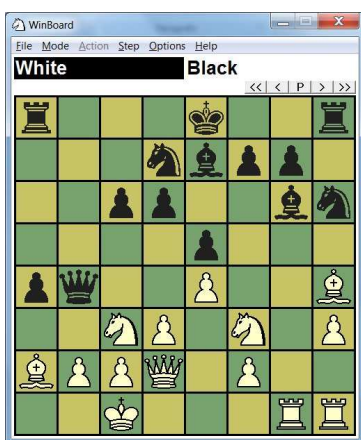 WinBoard
File Mode Action Step Options Help
White Black
<< < P > >>